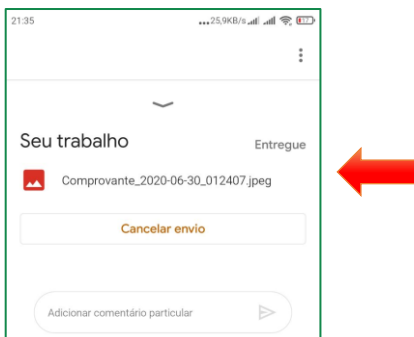 21:35 ...25,9KB/s
Seu trabalho Entregue
Comprovante_2020-06-30_012407.jpeg
Cancelar envio
Adicionar comentário particular